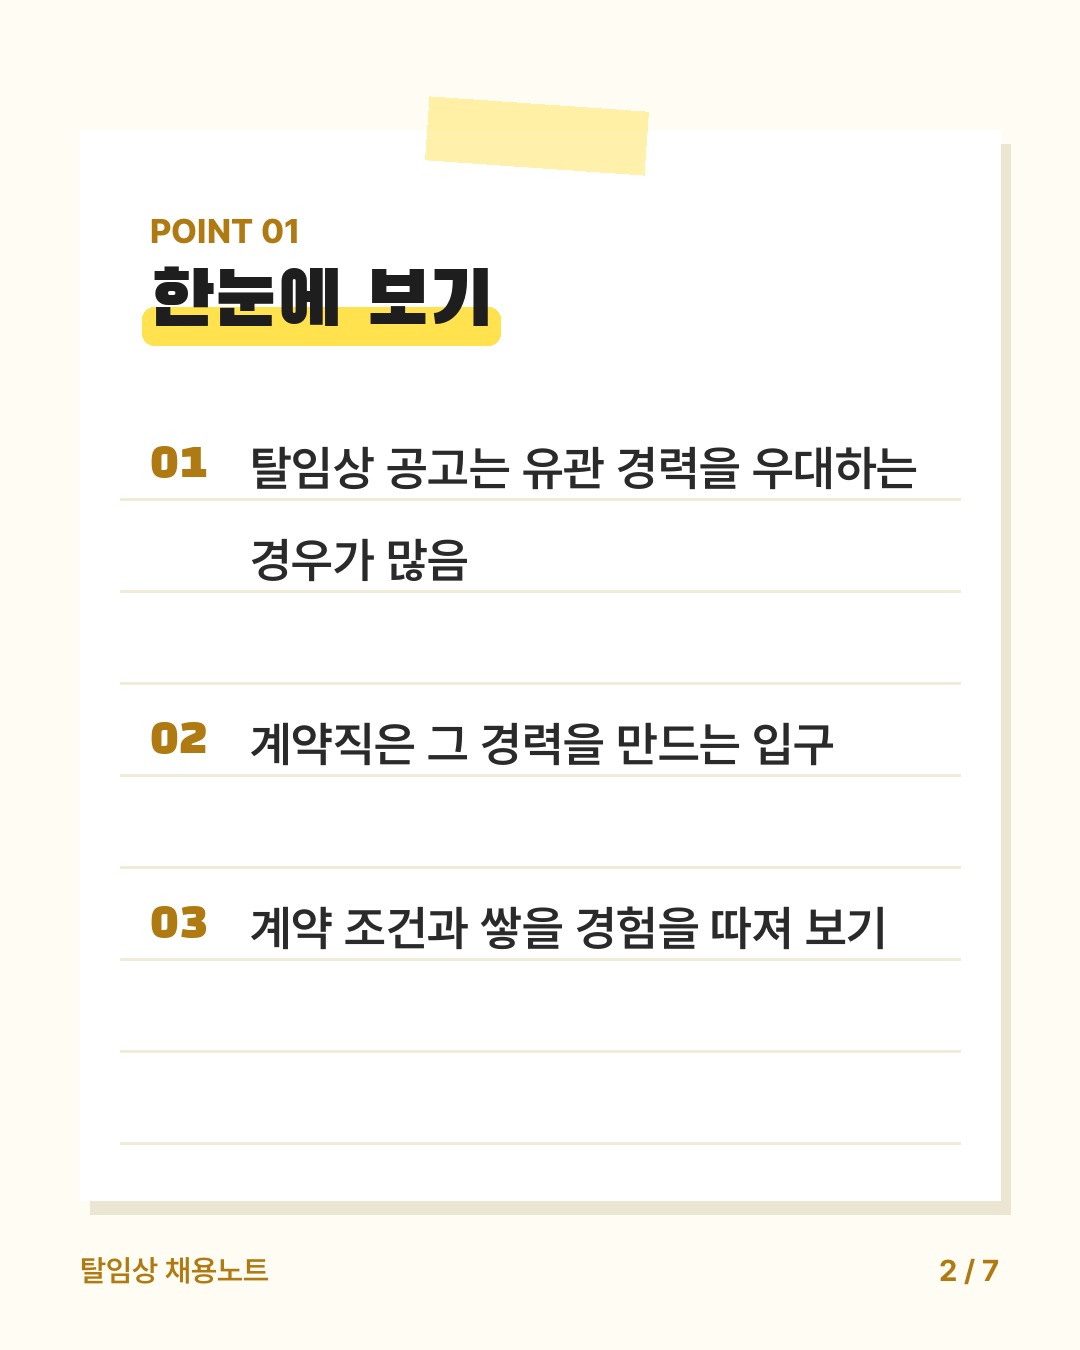 POINT 01
한눈에 보기
01 탈임상 공고는 유관 경력을 우대하는
경우가 많음
02 계약직은 그 경력을 만드는 입구
03 계약 조건과 쌓을 경험을 따져 보기
탈임상 채용노트
2 / 7